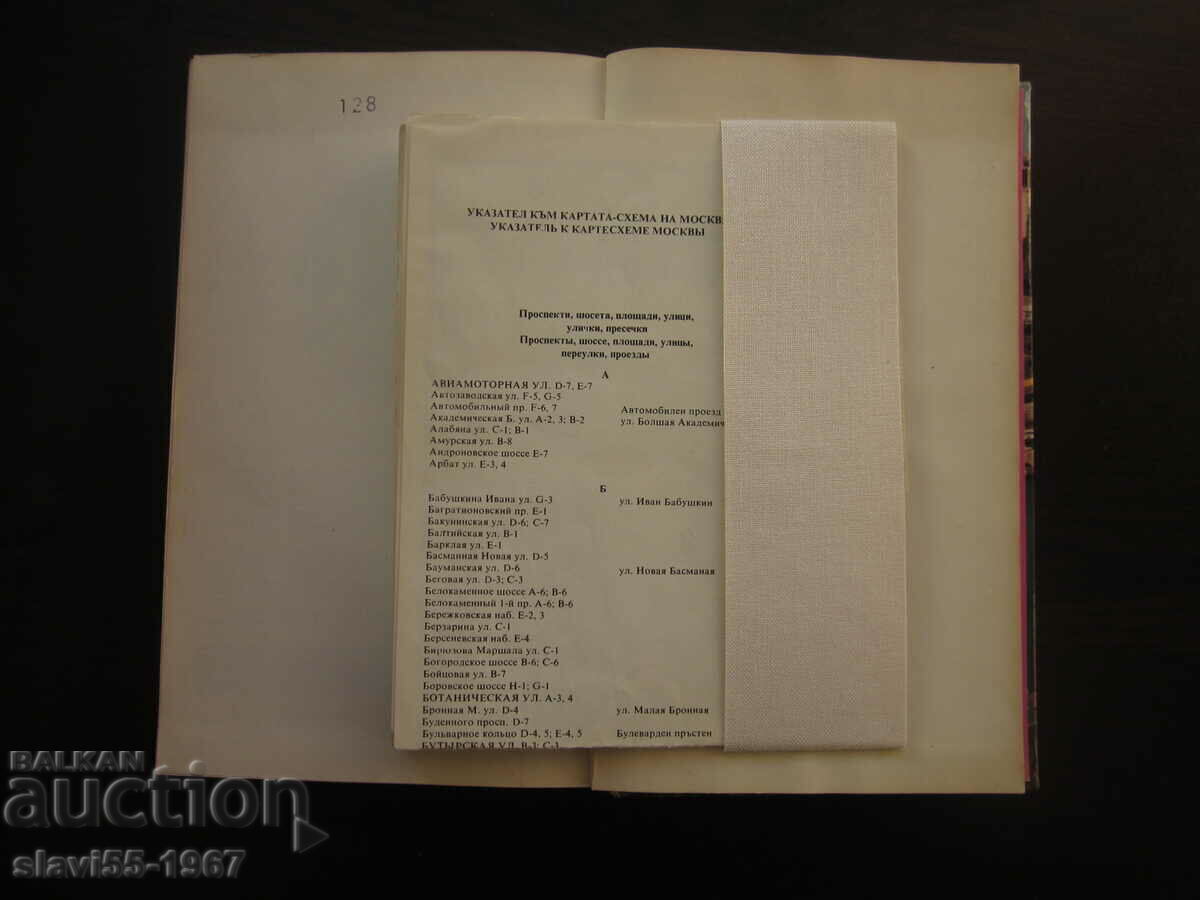 128
УКАЗАТЕЛ КЪМ КАРТАТА-СХЕМА НА МОСКВ
УКАЗАТЕЛЬ К КАРТЕСХЕМЕ МОСКВЫ
Проспекти, шосета, площади, улици,
улички, пресечки
Проспекты, шоссе, площади, улицы,
переулки, проезды
А
АВИАМОТОРНАЯ УЛ. D-7, E-7
Автозаводская ул. F-5, G-5
Автомобильный пр. F-6, 7 Автомобилен проезд
Академическая Б. ул. A-2, 3; B-2 ул. Болшая Академич
Алабяна ул. C-1; B-1
Амурская ул. B-8
Андроновское шоссе E-7
Арбат ул. E-3, 4
Б
Бабушкина Ивана ул. G-3 ул. Иван Бабушкин
Багратионовский пр. E-1
Бакунинская ул. D-6; C-7
Балтийская ул. B-1
Барклая ул. E-1
Басманная Новая ул. D-5
Бауманская ул. D-6 ул. Новая Басманая
Беговая ул. D-3; C-3
Белокаменное шоссе A-6; B-6
Белокаменный 1-й пр. A-6; B-6
Бережковская наб. E-2, 3
Берзарина ул. C-1
Берсеневская наб. E-4
Бирюзова Маршала ул. C-1
Богородское шоссе B-6; C-6
Бойцовая ул. B-7
Боровское шоссе H-1; G-1
БОТАНИЧЕСКАЯ УЛ. A-3, 4
Бронная М. ул. D-4 ул. Малая Бронная
Буденного просп. D-7
Бульварное кольцо D-4, 5; E-4, 5 Булеварден пръстен
БУТЫРСКАЯ УЛ. B-3; C-3
BALKAN
auction
slavi55-1967